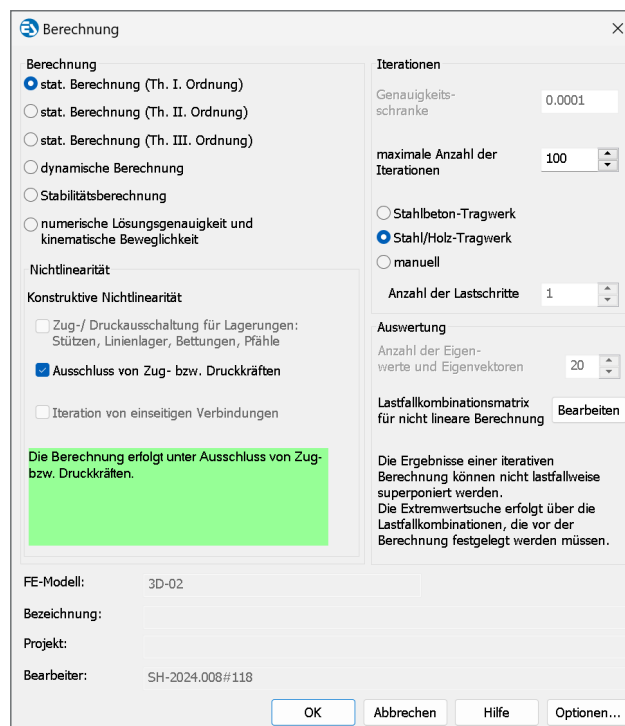 Berechnung
Berechnung
stat. Berechnung (Th. I. Ordnung)
stat. Berechnung (Th. II. Ordnung)
stat. Berechnung (Th. III. Ordnung)
dynamische Berechnung
Stabilitätsberechnung
numerische Lösungsgenauigkeit und
kinematische Beweglichkeit
Nichtlinearität
Konstruktive Nichtlinearität
Zug-/ Druckausschaltung für Lagerungen:
Stützen, Linienlager, Bettungen, Pfähle
Ausschluss von Zug- bzw. Druckkräften
Iteration von einseitigen Verbindungen
Die Berechnung erfolgt unter Ausschluss von Zug-
bzw. Druckkräften.
Iterationen
Genauigkeits-
schranke
0.0001
maximale Anzahl der
Iterationen
100
Stahlbeton-Tragwerk
Stahl/Holz-Tragwerk
manuell
Anzahl der Lastschritte
1
Auswertung
Anzahl der Eigen-
werte und Eigenvektoren
20
Lastfallkombinationsmatrix
für nicht lineare Berechnung
Bearbeiten
Die Ergebnisse einer iterativen
Berechnung können nicht lastfallweise
superponiert werden.
Die Extremwertsuche erfolgt über die
Lastfallkombinationen, die vor der
Berechnung festgelegt werden müssen.
FE-Modell:
3D-02
Bezeichnung:
Projekt:
Bearbeiter:
SH-2024.008#118
OK
Abbrechen
Hilfe
Optionen...